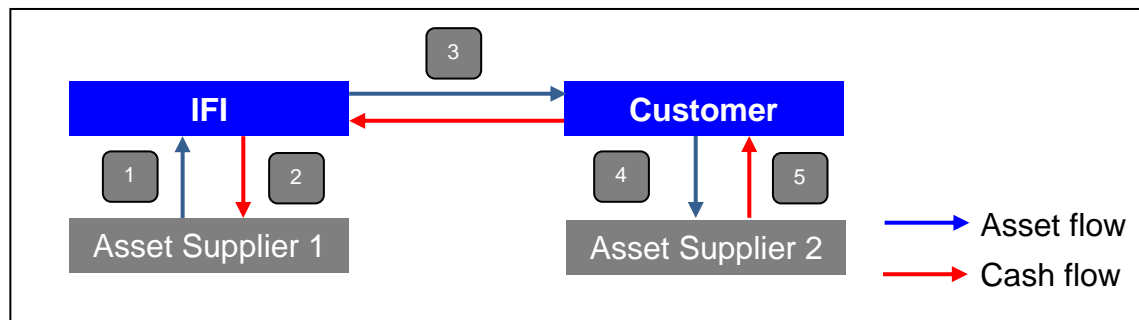 3
IFI
Customer
1
2
4
5
Asset Supplier 1
Asset Supplier 2
Asset flow
Cash flow